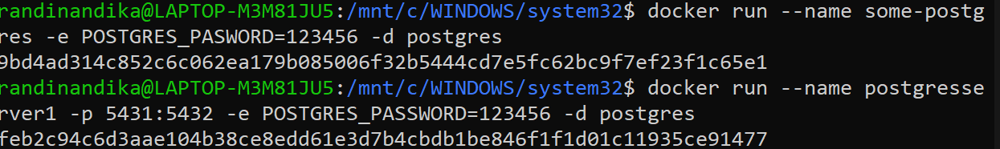 randinandika@LAPTOP-M3M81JU5:/mnt/c/WINDOWS/system32$ docker run --name some-postg
res -e POSTGRES_PASWORD=123456 -d postgres
9bd4ad314c852c6c062ea179b085006f32b5444cd7e5fc62bc9f7ef23f1c65e1
randinandika@LAPTOP-M3M81JU5:/mnt/c/WINDOWS/system32$ docker run --name postgresse
rver1 -p 5431:5432 -e POSTGRES_PASSWORD=123456 -d postgres
feb2c94c6d3aae104b38ce8edd61e3d7b4cbdb1be846f1f1d01c11935ce91477